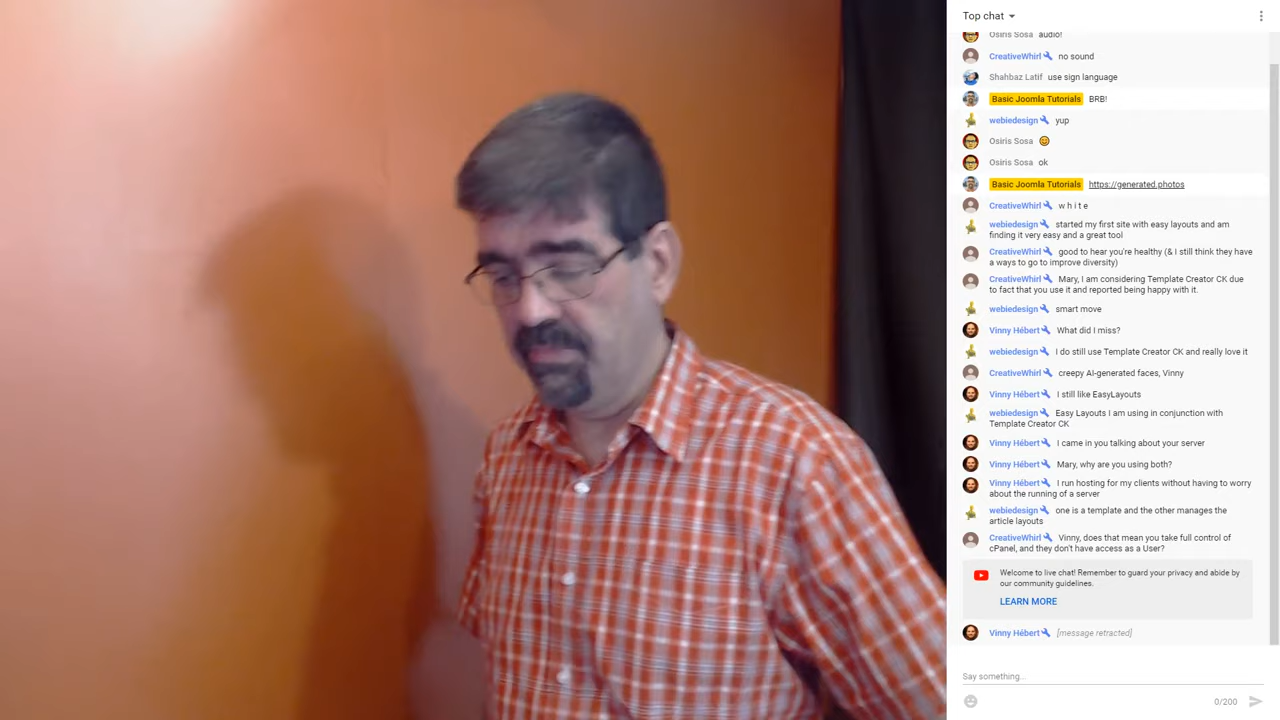 Top chat
Osiris Sosa audio!
CreativeWhirl no sound
Shahbaz Latif use sign language
Basic Joomla Tutorials BRB!
webiedesign yup
Osiris Sosa
Osiris Sosa ok
Basic Joomla Tutorials https://generated.photos
CreativeWhirl w h i t e
webiedesign started my first site with easy layouts and am
finding it very easy and a great tool
CreativeWhirl good to hear you're healthy (& I still think they have
a ways to go to improve diversity)
CreativeWhirl Mary, I am considering Template Creator CK due
to fact that you use it and reported being happy with it.
webiedesign smart move
Vinny Hébert What did I miss?
webiedesign I do still use Template Creator CK and really love it
CreativeWhirl creepy AI-generated faces, Vinny
Vinny Hébert I still like EasyLayouts
webiedesign Easy Layouts I am using in conjunction with
Template Creator CK
Vinny Hébert I came in you talking about your server
Vinny Hébert Mary, why are you using both?
Vinny Hébert I run hosting for my clients without having to worry
about the running of a server
webiedesign one is a template and the other manages the
article layouts
CreativeWhirl Vinny, does that mean you take full control of
cPanel, and they don't have access as a User?
Welcome to live chat! Remember to guard your privacy and abide by
our community guidelines.
LEARN MORE
Vinny Hébert [message retracted]
Say something...
0/200